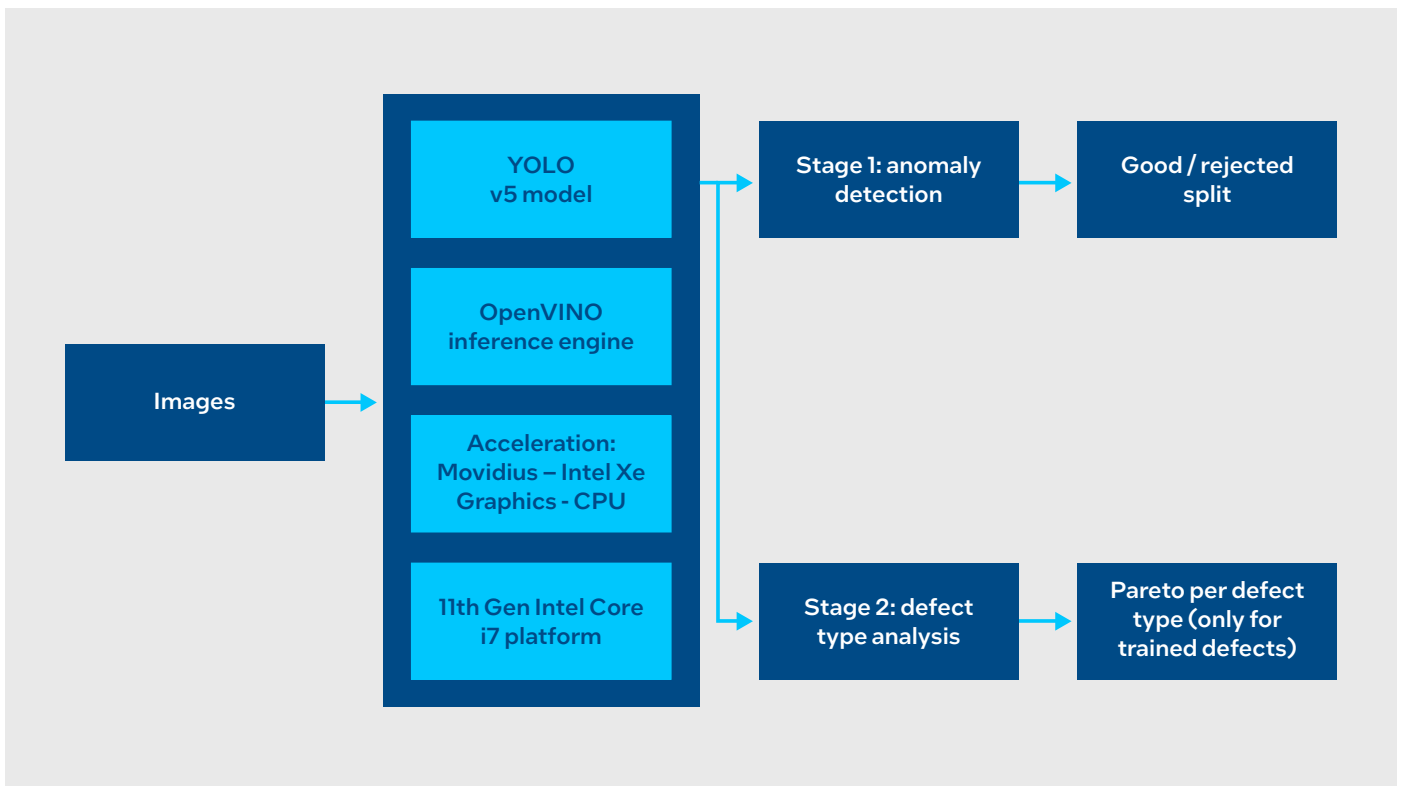 Images
YOLO
v5 model
OpenVINO
inference engine
Acceleration:
Movidius – Intel Xe
Graphics - CPU
11th Gen Intel Core
i7 platform
Stage 1: anomaly
detection
Good / rejected
split
Stage 2: defect
type analysis
Pareto per defect
type (only for
trained defects)